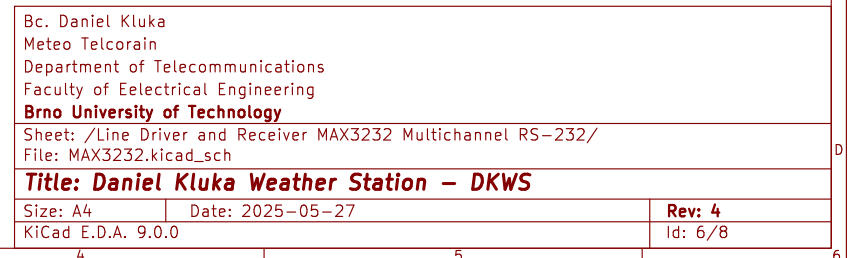 Bc. Daniel Kluka
Meteo Telcorain
Department of Telecommunications
Faculty of Eelectrical Engineering
Brno University of Technology
Sheet: /Line Driver and Receiver MAX3232 Multichannel RS-232/
File: MAX3232.kicad_sch
D
Title: Daniel Kluka Weather Station - DKWS
Size: A4 Date: 2025-05-27 Rev: 4
KiCad E.D.A. 9.0.0 Id: 6/8
4 5 6